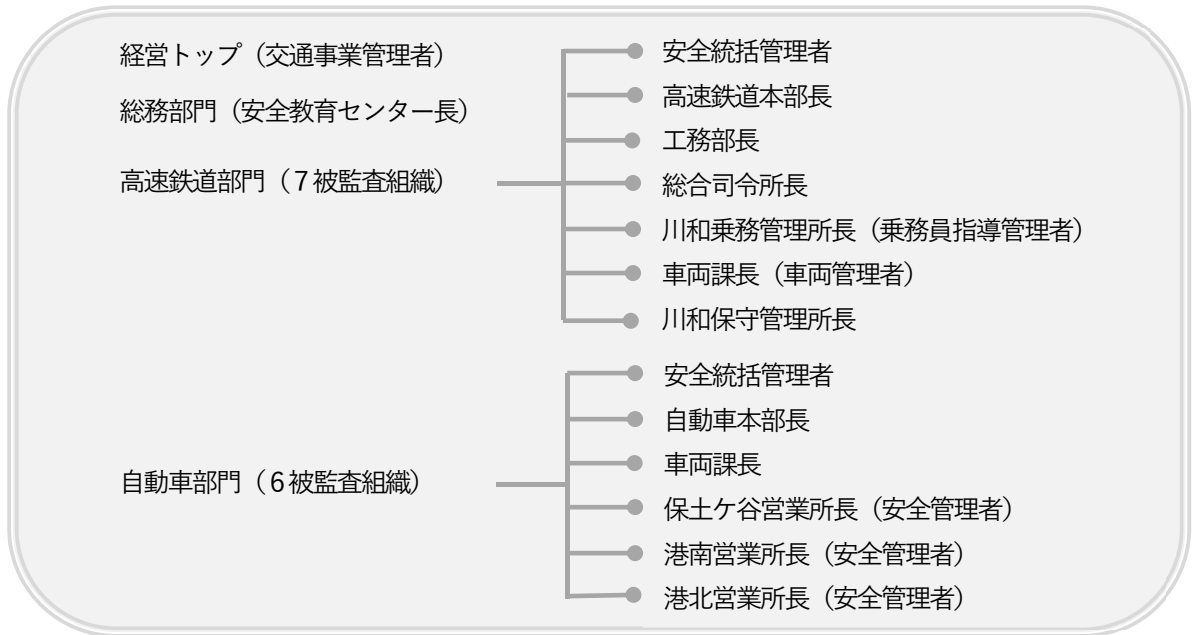 経営トップ（交通事業管理者）
総務部門（安全教育センター長）
高速鉄道部門（７被監査組織）
安全統括管理者
高速鉄道本部長
工務部長
総合司令所長
川和乗務管理所長（乗務員指導管理者）
車両課長（車両管理者）
川和保守管理所長
自動車部門（６被監査組織）
安全統括管理者
自動車本部長
車両課長
保土ケ谷営業所長（安全管理者）
港南営業所長（安全管理者）
港北営業所長（安全管理者）